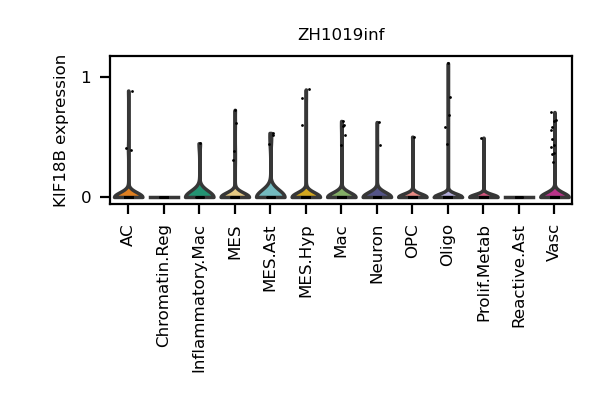 ZH1019inf
KIF18B expression
1
0
AC
Chromatin.Reg
Inflammatory.Mac
MES
MES.Ast
MES.Hyp
Mac
Neuron
OPC
Oligo
Prolif.Metab
Reactive.Ast
Vasc